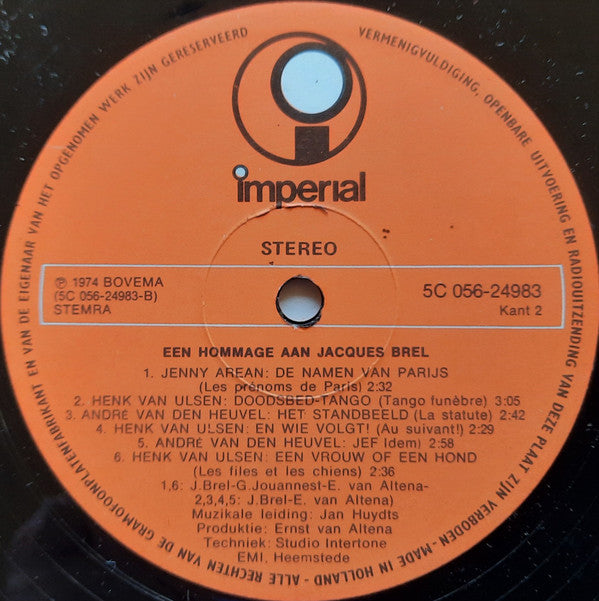 ALLE RECHTEN VAN DE GRAMOFOONPLATENFABRIKANT EN VAN DE EIGENAAR VAN HET OPGENOMEN WERK ZIJN GERESERVEERD
VERMENIGVULDIGING, OPENBARE UITVOERING EN RADIOUITZENDING VAN DEZE PLAAT ZIJN VERBODEN - MADE IN HOLLAND -
imperial
STEREO
℗ 1974 BOVEMA
(5C 056-24983-B)
STEMRA
5C 056-24983
Kant 2
EEN HOMMAGE AAN JACQUES BREL
1. JENNY AREAN: DE NAMEN VAN PARIJS
(Les prénoms de Paris) 2:32
2. HENK VAN ULSEN: DOODSBED-TANGO (Tango funèbre) 3:05
3. ANDRÉ VAN DEN HEUVEL: HET STANDBEELD (La statute) 2:42
4. HENK VAN ULSEN: EN WIE VOLGT! (Au suivant!) 2:29
5. ANDRÉ VAN DEN HEUVEL: JEF Idem) 2:58
6. HENK VAN ULSEN: EEN VROUW OF EEN HOND
(Les files et les chiens) 2:36
1,6: J.Brel-G.Jouannest-E. van Altena-
2,3,4,5: J.Brel-E. van Altena)
Muzikale leiding: Jan Huydts
Produktie: Ernst van Altena
Techniek: Studio Intertone
EMI, Heemstede